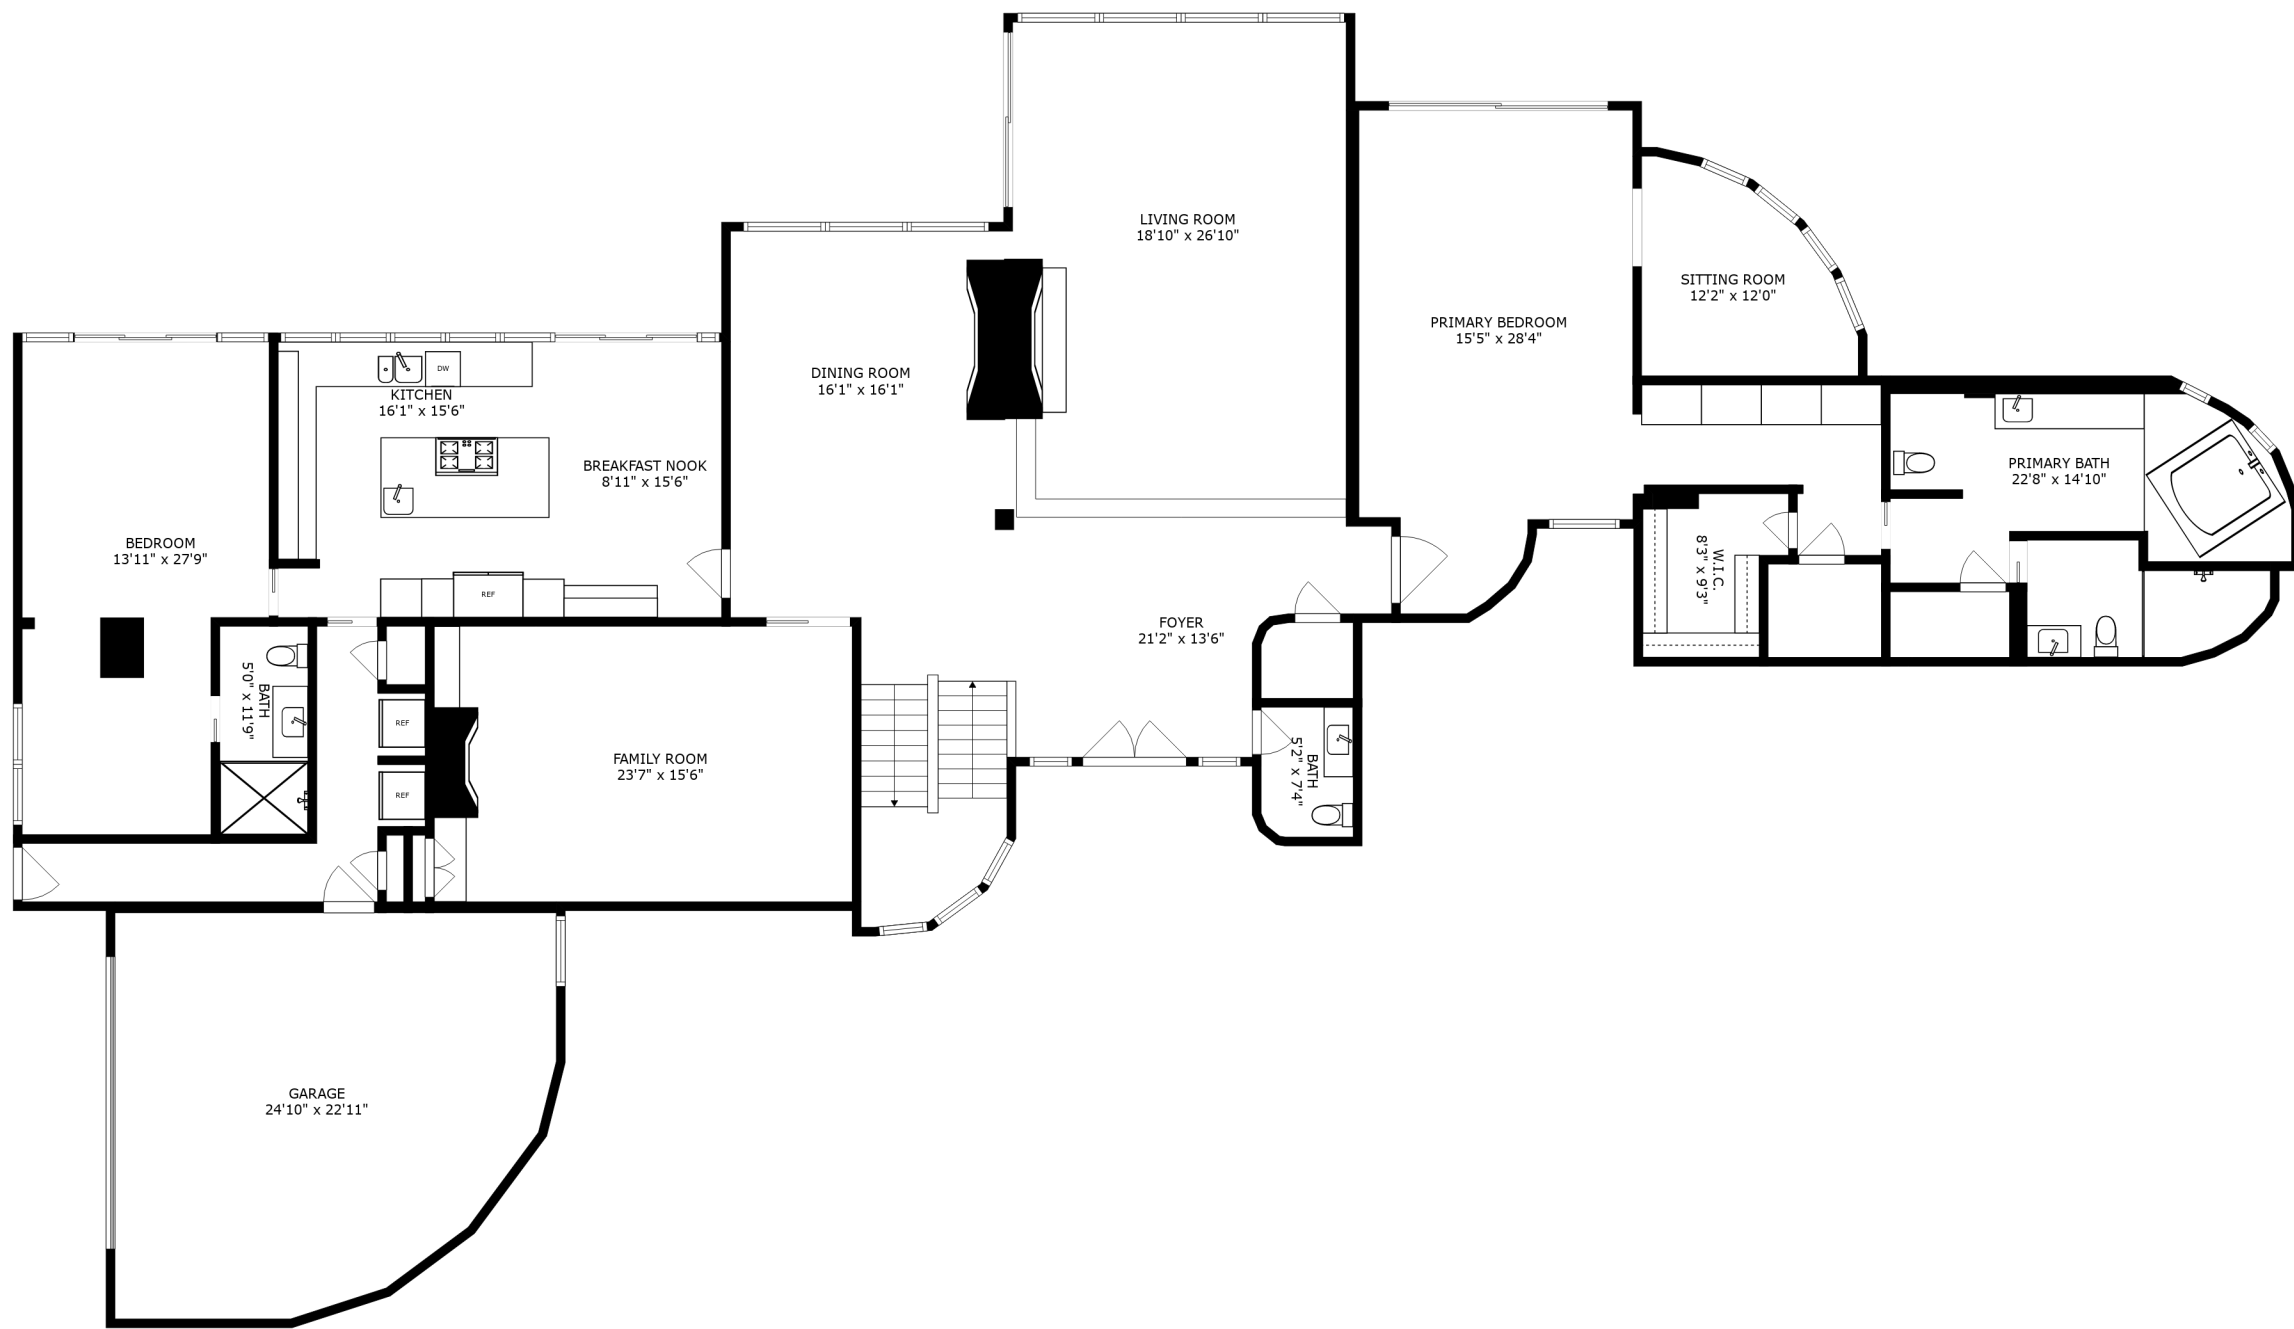 LIVING ROOM
18'10" x 26'10"
SITTING ROOM
12'2" x 12'0"
PRIMARY BEDROOM
15'5" x 28'4"
DINING ROOM
16'1" x 16'1"
DW
KITCHEN
16'1" x 15'6"
BREAKFAST NOOK
8'11" x 15'6"
PRIMARY BATH
22'8" x 14'10"
BEDROOM
13'11" x 27'9"
REF
W.I.C.
8'3" x 9'3"
FOYER
21'2" x 13'6"
BATH
5'0" x 11'9"
REF
FAMILY ROOM
23'7" x 15'6"
BATH
5'2" x 7'4"
REF
GARAGE
24'10" x 22'11"